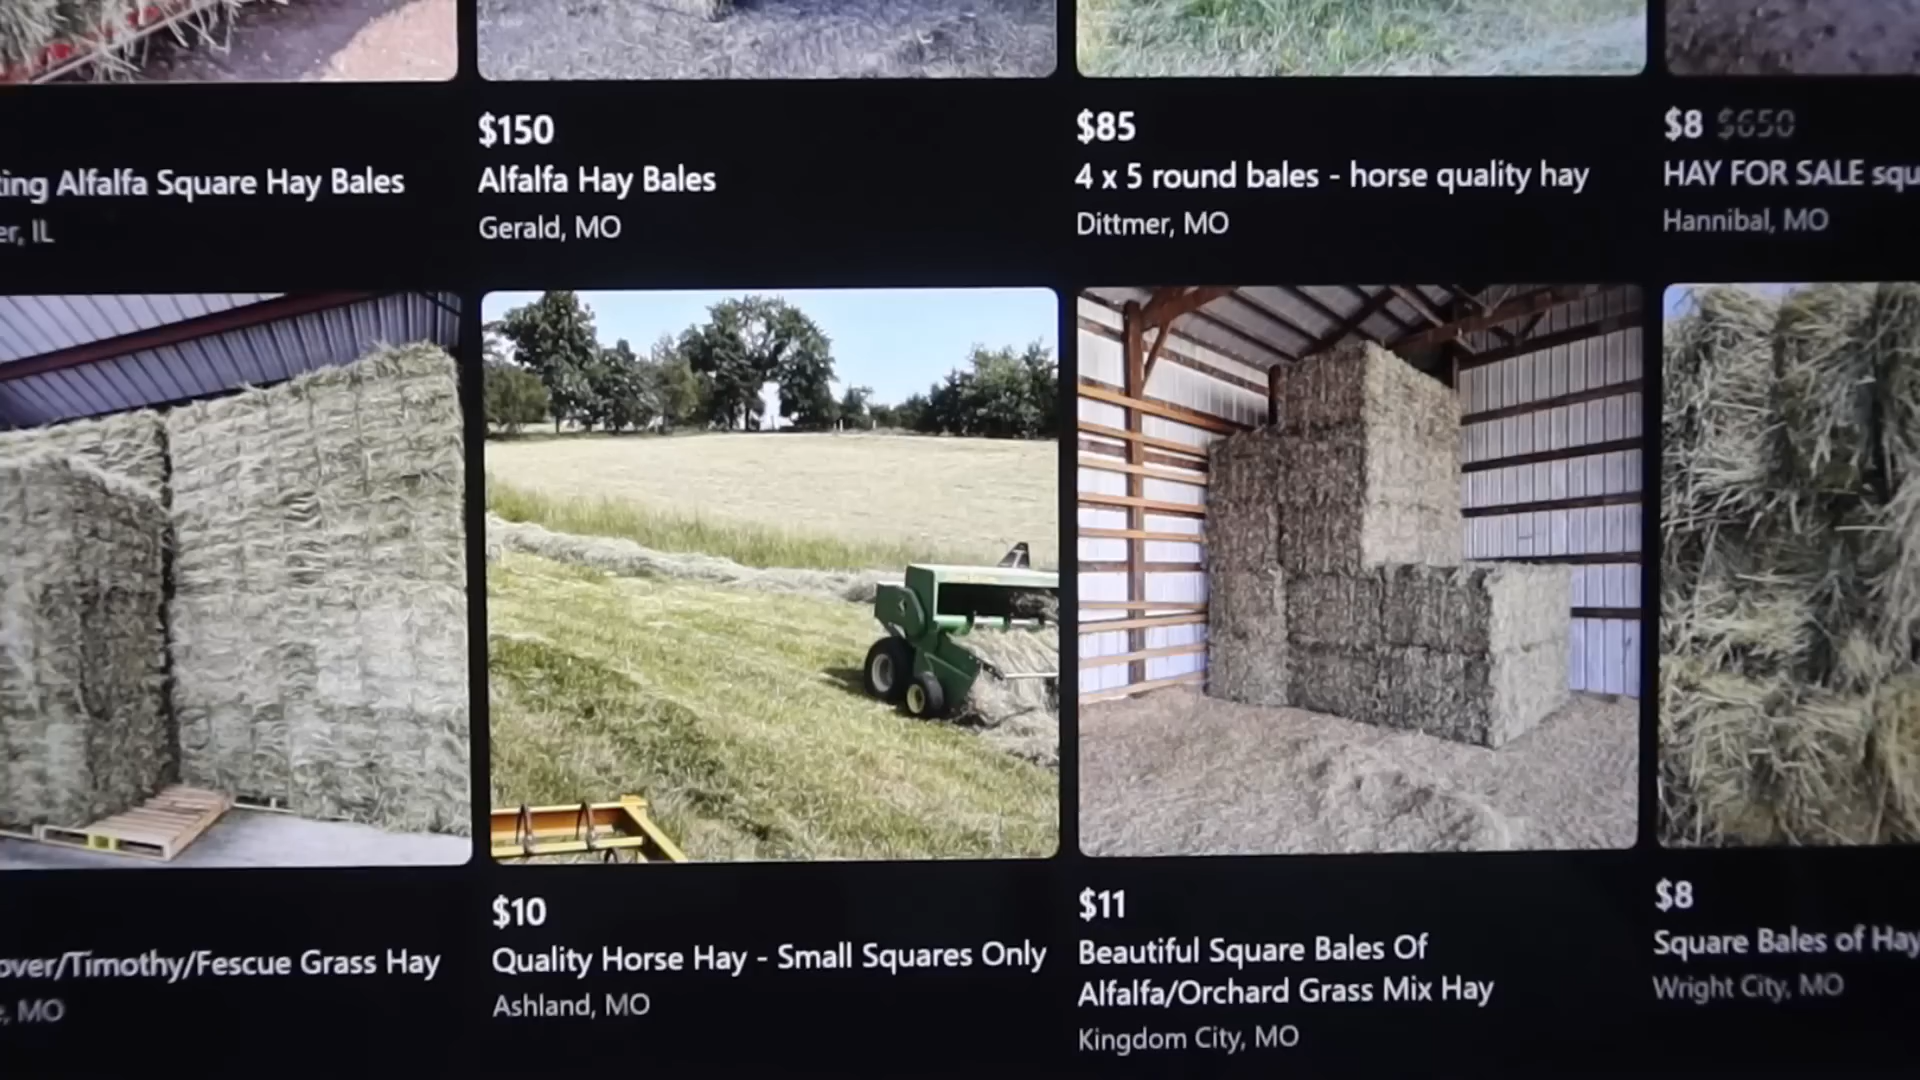 $150
Alfalfa Hay Bales
Gerald, MO
$85
4 x 5 round bales - horse quality hay
Dittmer, MO
$8 $650
HAY FOR SALE squ
Hannibal, MO
ing Alfalfa Square Hay Bales
er, IL
over/Timothy/Fescue Grass Hay
, MO
$10
Quality Horse Hay - Small Squares Only
Ashland, MO
$11
Beautiful Square Bales Of
Alfalfa/Orchard Grass Mix Hay
Kingdom City, MO
$8
Square Bales of Hay
Wright City, MO